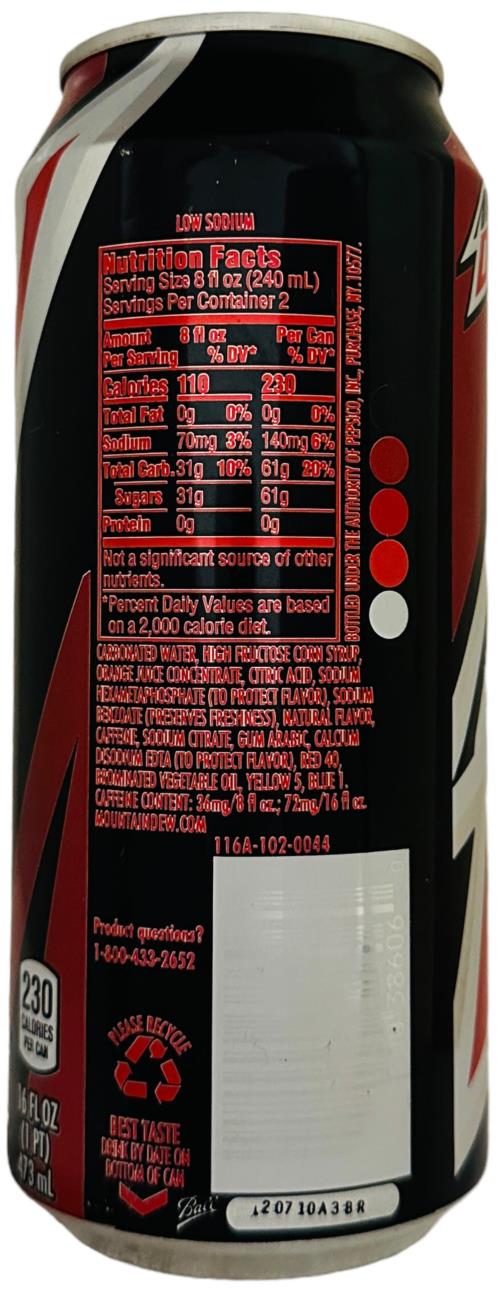 LOW SODIUM
Nutrition Facts
Serving Size 8 fl oz (240 mL)
Servings Per Container 2
Amount 8 fl oz Per Can
Per Serving % DV* % DV*
Calories 110 230
Total Fat 0g 0% 0g 0%
Sodium 70mg 3% 140mg 6%
Total Carb. 31g 10% 61g 20%
Sugars 31g 61g
Protein 0g 0g
Not a significant source of other
nutrients.
*Percent Daily Values are based
on a 2,000 calorie diet.
BOTTLED UNDER THE AUTHORITY OF PEPSICO, INC., PURCHASE, NY. 10577.
CARBONATED WATER, HIGH FRUCTOSE CORN SYRUP,
ORANGE JUICE CONCENTRATE, CITRIC ACID, SODIUM
HEXAMETAPHOSPHATE (TO PROTECT FLAVOR), SODIUM
BENZOATE (PRESERVES FRESHNESS), NATURAL FLAVOR,
CAFFEINE, SODIUM CITRATE, GUM ARABIC, CALCIUM
DISODIUM EDTA (TO PROTECT FLAVOR), RED 40,
BROMINATED VEGETABLE OIL, YELLOW 5, BLUE 1.
CAFFEINE CONTENT: 36mg/8 fl oz.; 72mg/16 fl oz.
MOUNTAINDEW.COM
116A-102-0044
Product questions?
1-800-433-2652
230
CALORIES
PER CAN
16 FL OZ
(1 PT)
473 mL
PLEASE RECYCLE
BEST TASTE
DRINK BY DATE ON
BOTTOM OF CAN
Ball
12 07 10 A 3 8 R